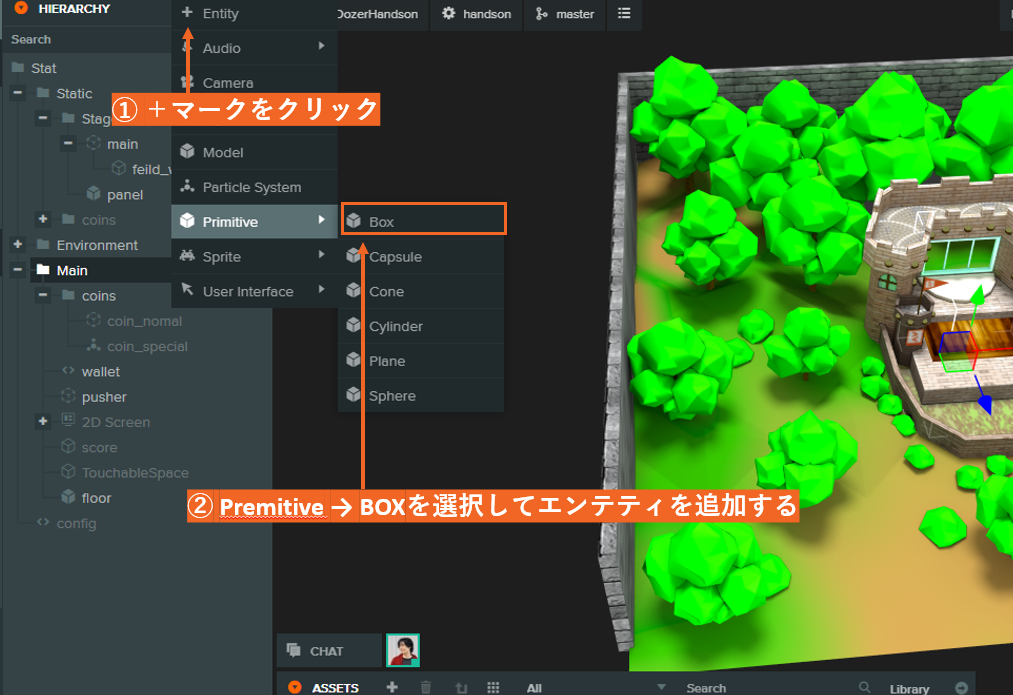 HIERARCHY
Search
Stat
Static
Stag
main
feild_
panel
coins
Environment
Main
coins
coin_nomal
coin_special
wallet
pusher
2D Screen
score
TouchableSpace
floor
config
Entity
Audio
Camera
Model
Particle System
Primitive
Sprite
User Interface
Box
Capsule
Cone
Cylinder
Plane
Sphere
DozerHandson
handson
master
① +マークをクリック
② Premitive → BOXを選択してエンテティを追加する
CHAT
ASSETS
All
Search
Library